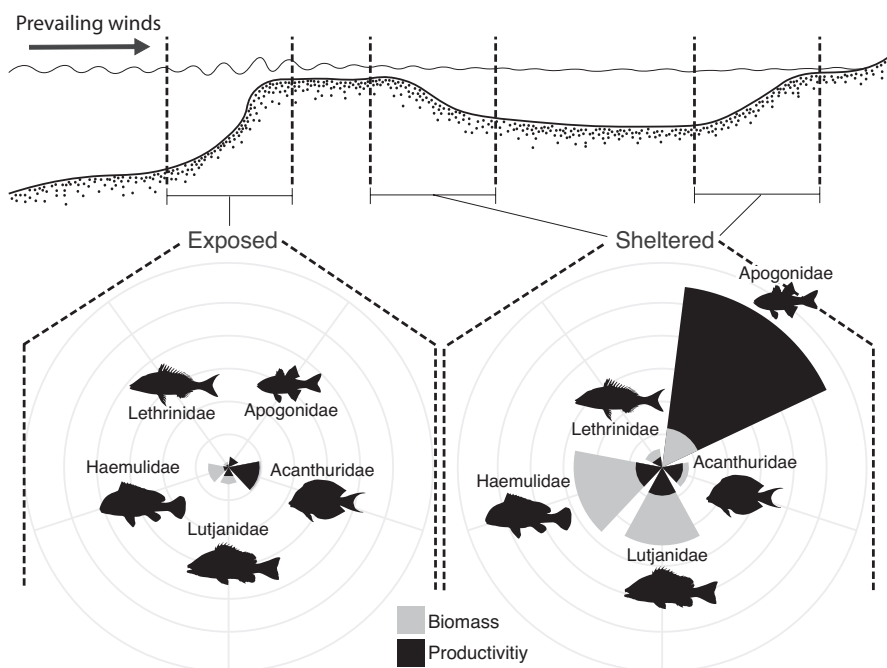 Prevailing winds
Exposed
Sheltered
Apogonidae
Lethrinidae
Apogonidae
Haemulidae
Acanthuridae
Lutjanidae
Lethrinidae
Acanthuridae
Haemulidae
Lutjanidae
Biomass
Productivitiy